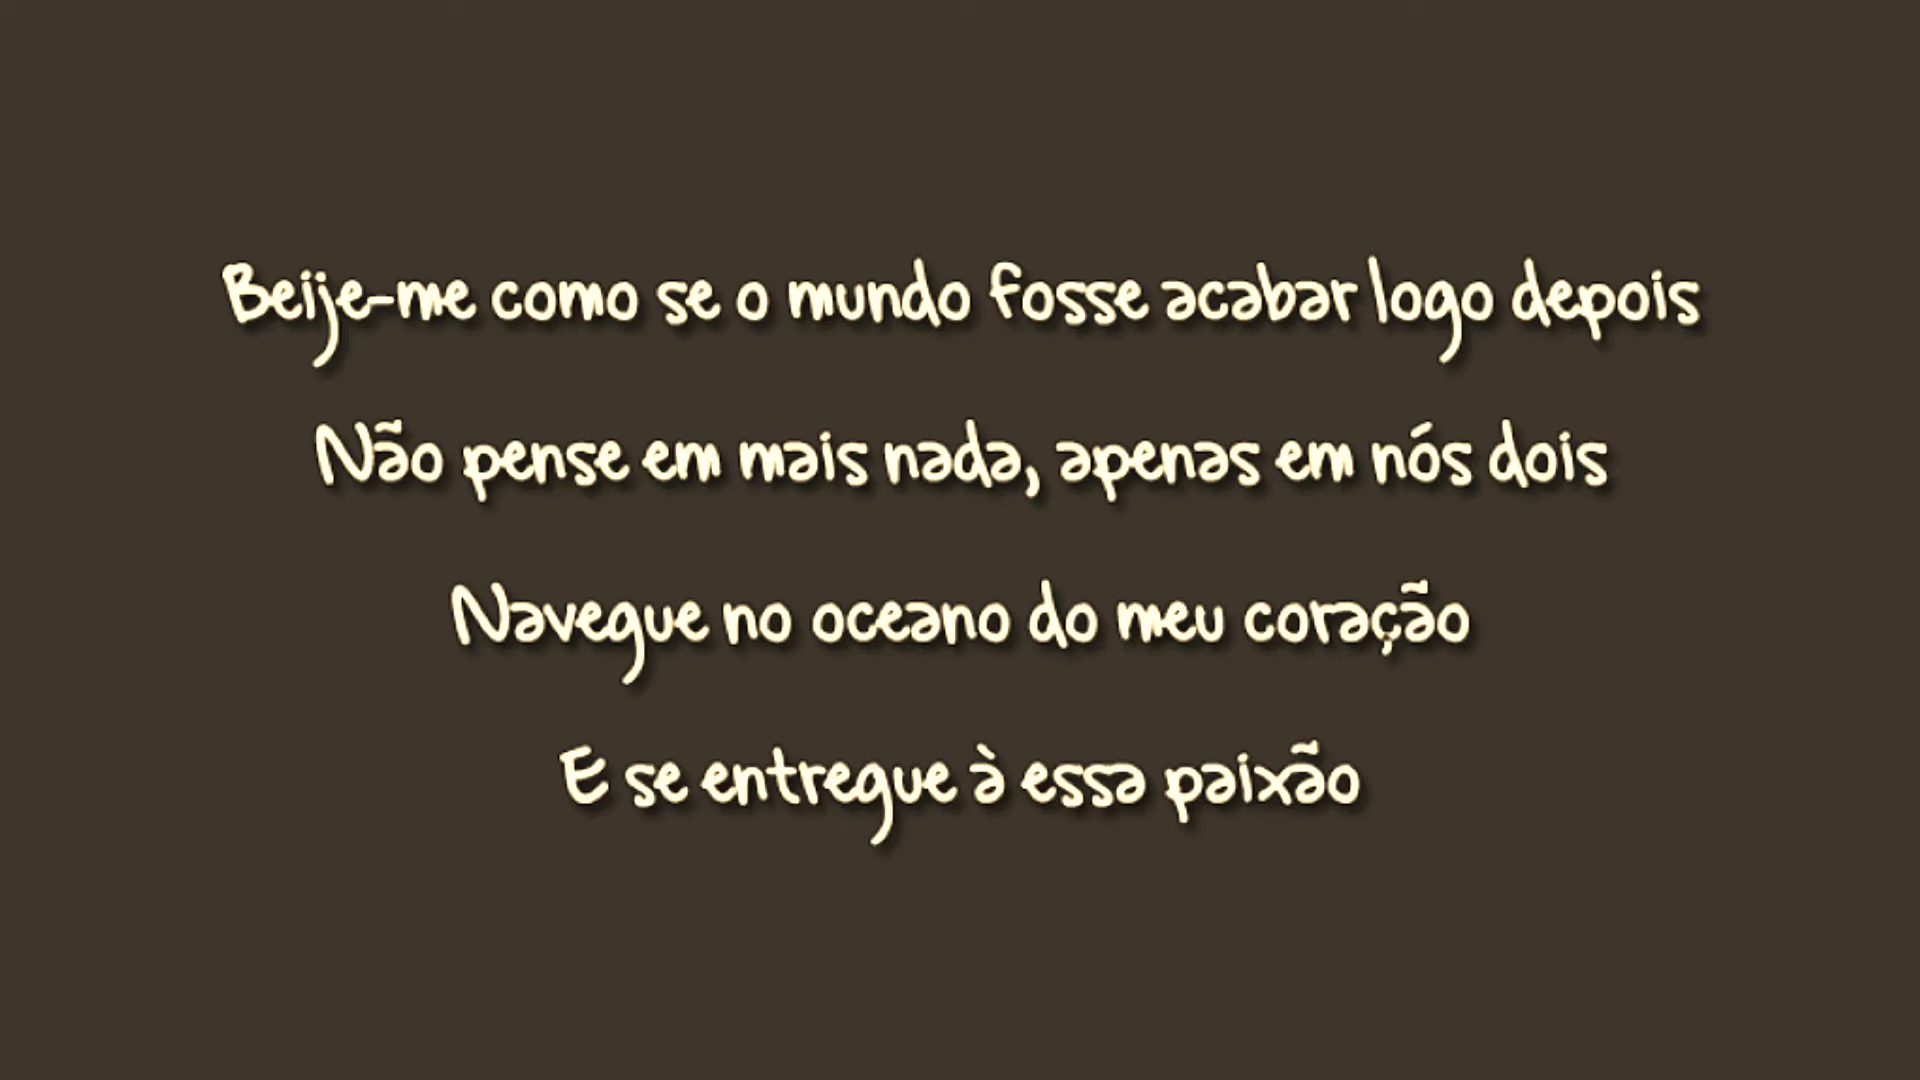 Beije-me como se o mundo fosse acabar logo depois
Não pense em mais nada, apenas em nós dois
Navegue no oceano do meu coração
E se entregue à essa paixão